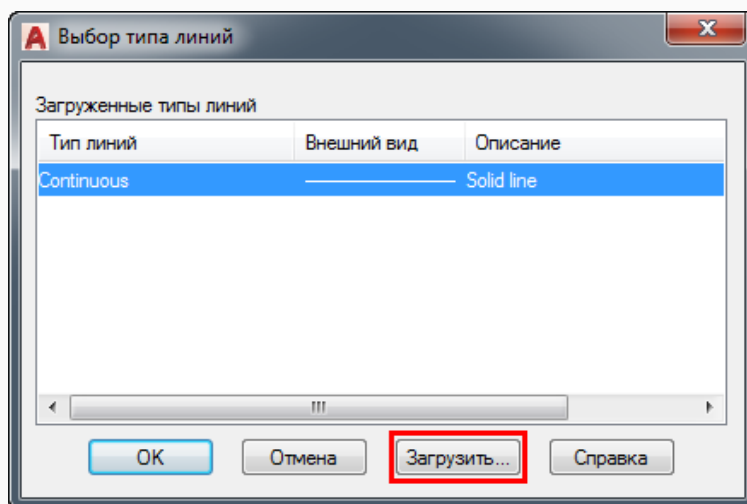 Выбор типа линий
Загруженные типы линий
Тип линий Внешний вид Описание
Continuous Solid line
OK Отмена Загрузить... Справка